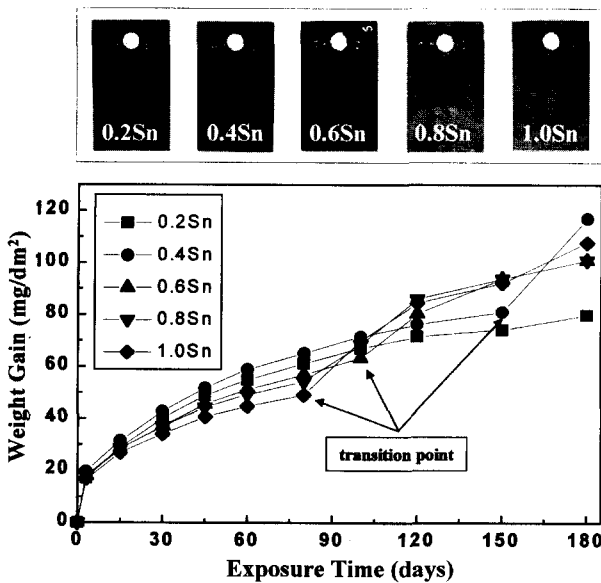 0.2Sn
0.4Sn
0.6Sn
0.8Sn
1.0Sn
5
Weight Gain (mg/dm²)
120
100
80
60
40
20
0
0.2Sn
0.4Sn
0.6Sn
0.8Sn
1.0Sn
transition point
0 30 60 90 120 150 180
Exposure Time (days)